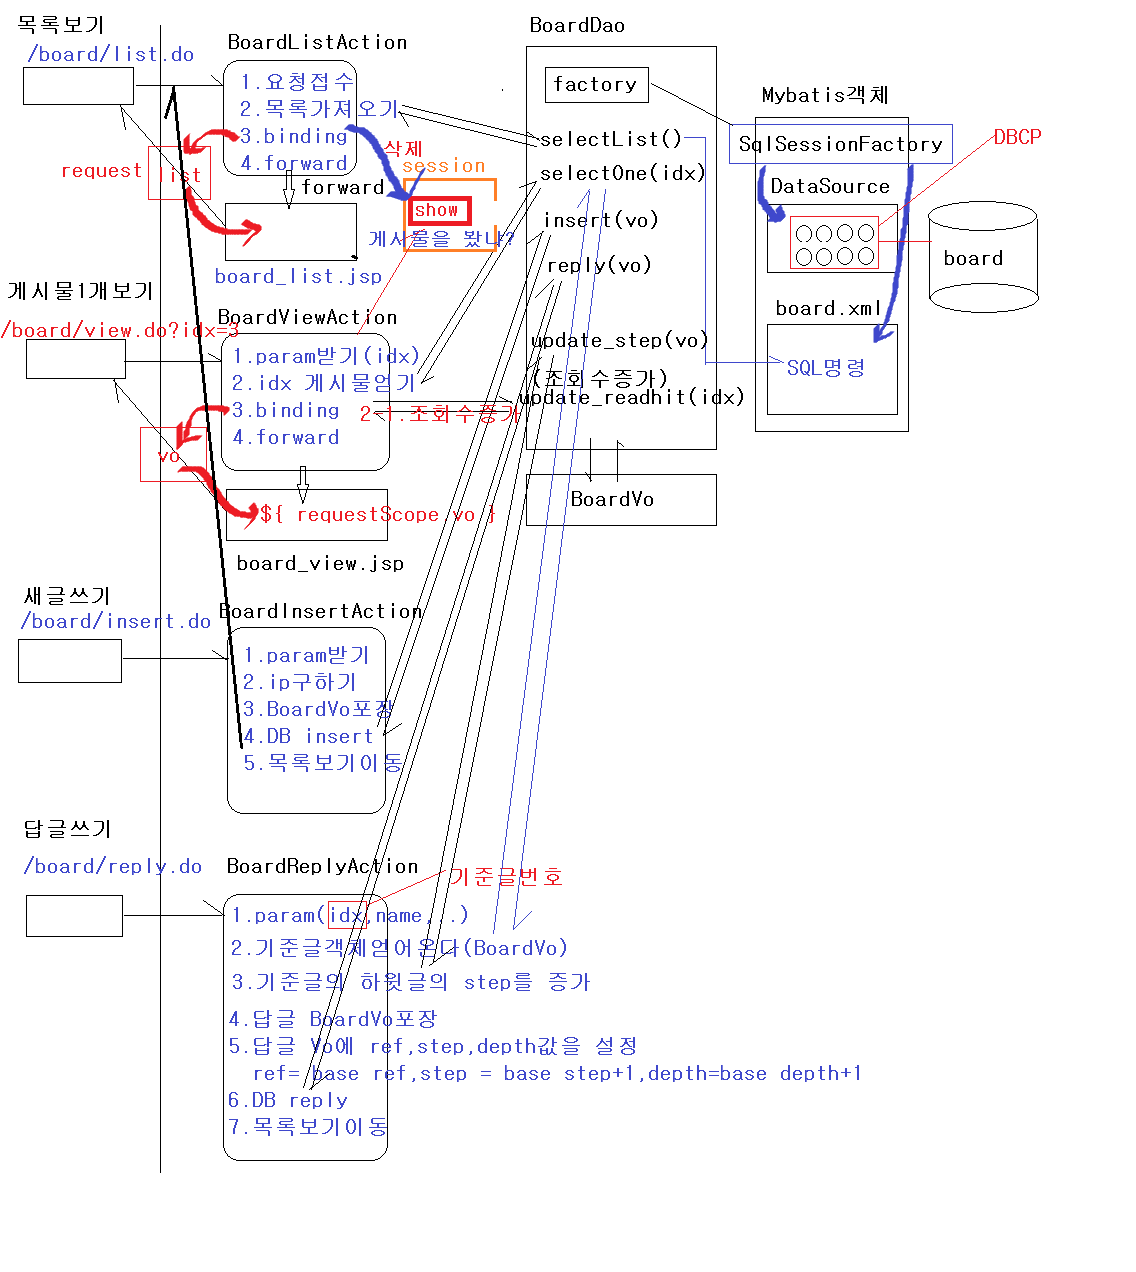 목록보기
/board/list.do
BoardListAction
1.요청접수
2.목록가져오기
3.binding
4.forward
request
list
forward
삭제
session
show
게시물을 봤냐?
board_list.jsp
BoardDao
factory
selectList()
selectOne(idx)
insert(vo)
reply(vo)
update_step(vo)
(조회수증가)
update_readhit(idx)
BoardVo
Mybatis객체
SqlSessionFactory
DBCP
DataSource
board
board.xml
SQL명령
게시물1개보기
/board/view.do?idx=3
BoardViewAction
1.param받기(idx)
2.idx 게시물얻기
3.binding
2-1.조회수증가
4.forward
vo
${ requestScope.vo }
board_view.jsp
새글쓰기
/board/insert.do
BoardInsertAction
1.param받기
2.ip구하기
3.BoardVo포장
4.DB insert
5.목록보기이동
답글쓰기
/board/reply.do
BoardReplyAction
기준글번호
1.param(idx,name,..)
2.기준글객체얻어온다(BoardVo)
3.기준글의 하윗글의 step를 증가
4.답글 BoardVo포장
5.답글 Vo에 ref,step,depth값을 설정
ref= base ref,step = base step+1,depth=base depth+1
6.DB reply
7.목록보기이동